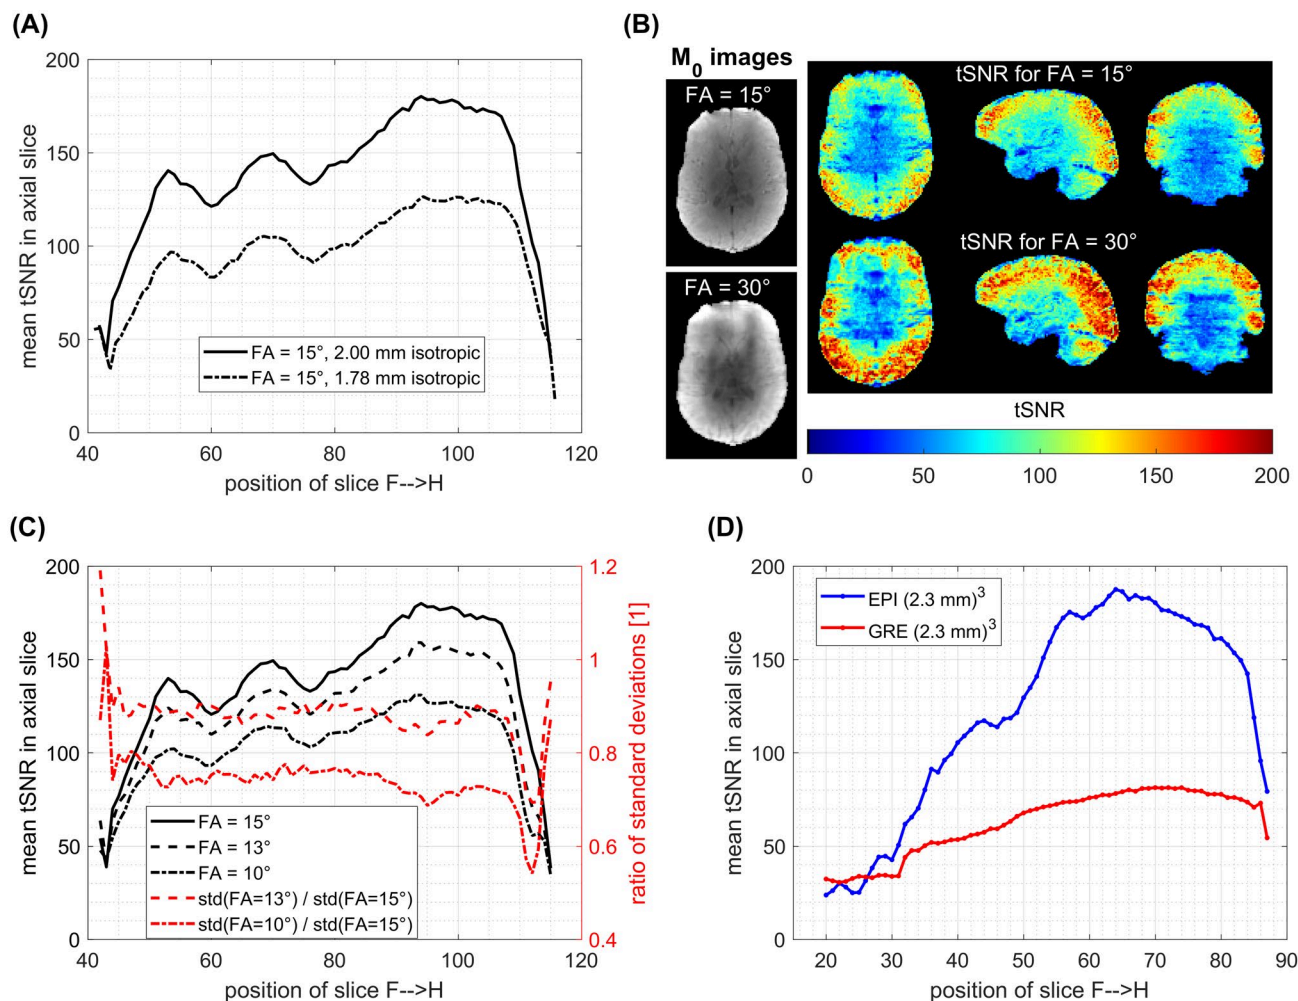 (A)
200
150
100
50
0
mean tSNR in axial slice
FA = 15°, 2.00 mm isotropic
FA = 15°, 1.78 mm isotropic
40 60 80 100 120
position of slice F-->H
(B)
M0 images
FA = 15°
FA = 30°
tSNR for FA = 15°
tSNR for FA = 30°
tSNR
0 50 100 150 200
(C)
200
150
100
50
0
mean tSNR in axial slice
1.2
1
0.8
0.6
0.4
ratio of standard deviations [1]
FA = 15°
FA = 13°
FA = 10°
std(FA=13°) / std(FA=15°)
std(FA=10°) / std(FA=15°)
40 60 80 100 120
position of slice F-->H
(D)
200
150
100
50
0
mean tSNR in axial slice
EPI (2.3 mm)³
GRE (2.3 mm)³
20 30 40 50 60 70 80 90
position of slice F-->H